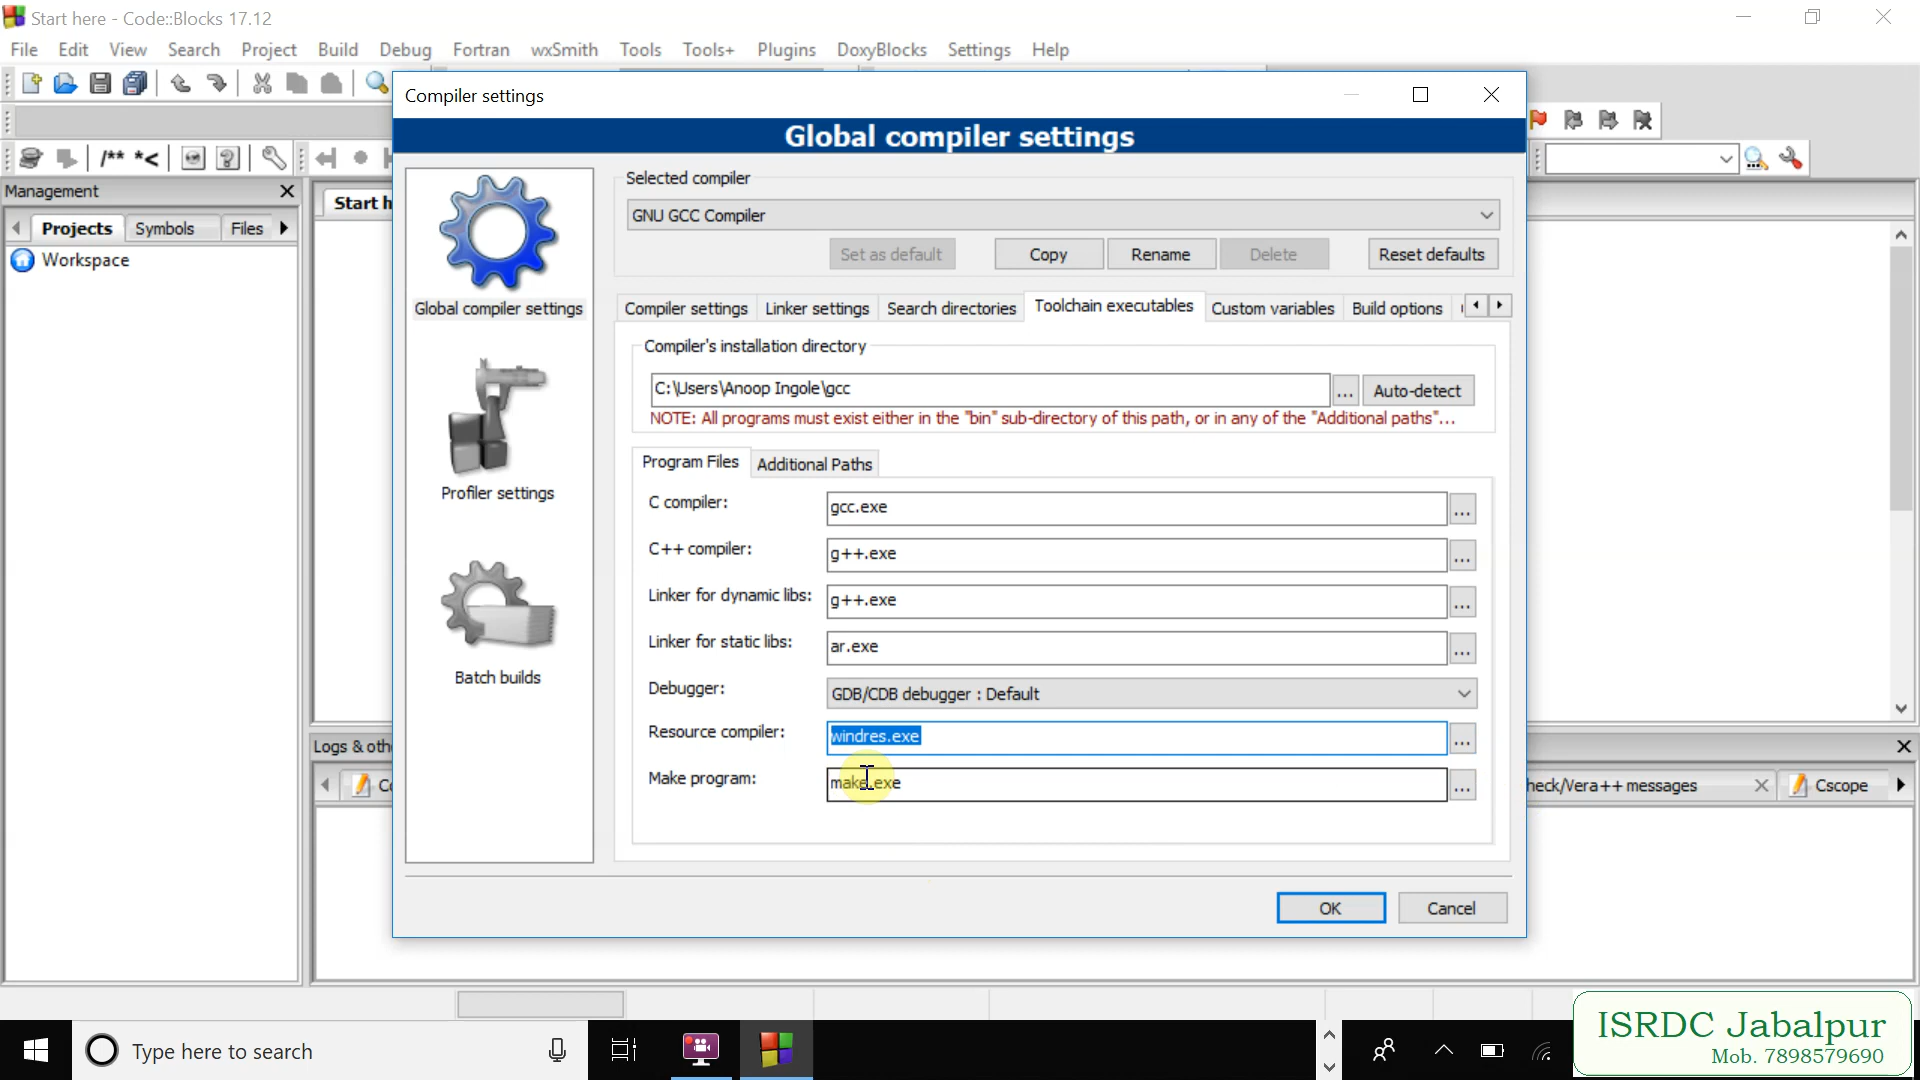 Start here - Code::Blocks 17.12
File Edit View Search Project Build Debug Fortran wxSmith Tools Tools+ Plugins DoxyBlocks Settings Help
Compiler settings
Global compiler settings
/** *<
Management
Projects Symbols Files
Workspace
Start h
Global compiler settings
Profiler settings
Batch builds
Selected compiler
GNU GCC Compiler
Set as default Copy Rename Delete Reset defaults
Compiler settings Linker settings Search directories Toolchain executables Custom variables Build options
Compiler's installation directory
C:\Users\Anoop Ingole\gcc ... Auto-detect
NOTE: All programs must exist either in the "bin" sub-directory of this path, or in any of the "Additional paths"...
Program Files Additional Paths
C compiler: gcc.exe ...
C++ compiler: g++.exe ...
Linker for dynamic libs: g++.exe ...
Linker for static libs: ar.exe ...
Debugger: GDB/CDB debugger : Default
Resource compiler: windres.exe ...
Make program: make.exe ...
OK Cancel
Logs & oth
heck/Vera++ messages Cscope
Type here to search
ISRDC Jabalpur
Mob. 7898579690